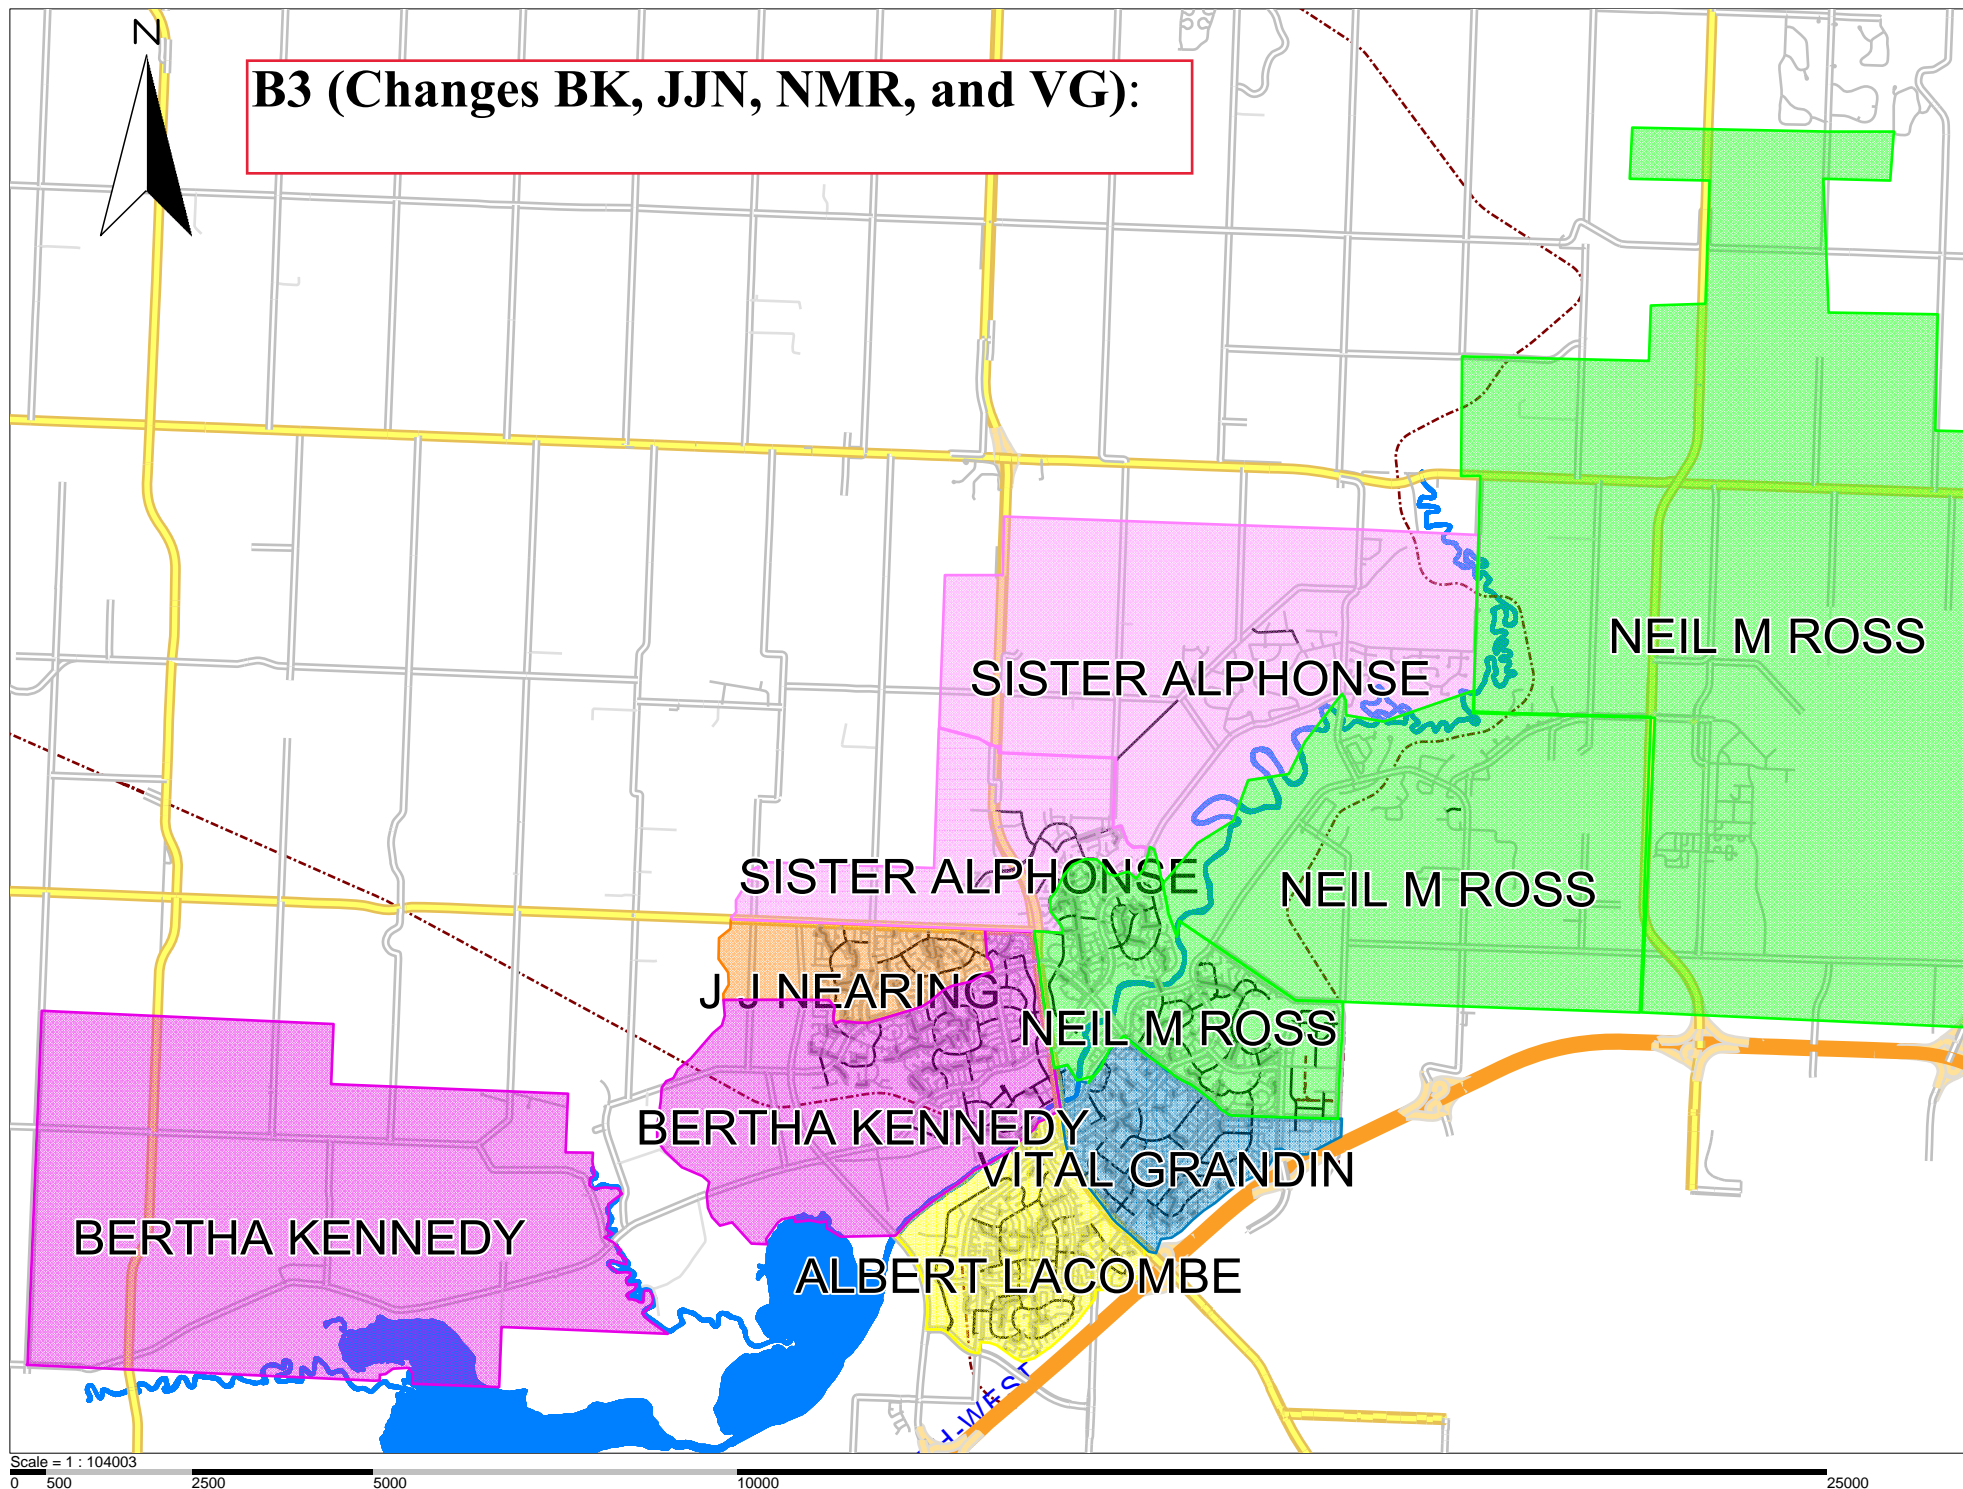 N
B3 (Changes BK, JJN, NMR, and VG):
NEIL M ROSS
SISTER ALPHONSE
SISTER ALPHONSE
NEIL M ROSS
J J NEARING
NEIL M ROSS
BERTHA KENNEDY
VITAL GRANDIN
BERTHA KENNEDY
ALBERT LACOMBE
-WEST
Scale = 1 : 104003
0 500 2500 5000 10000 25000